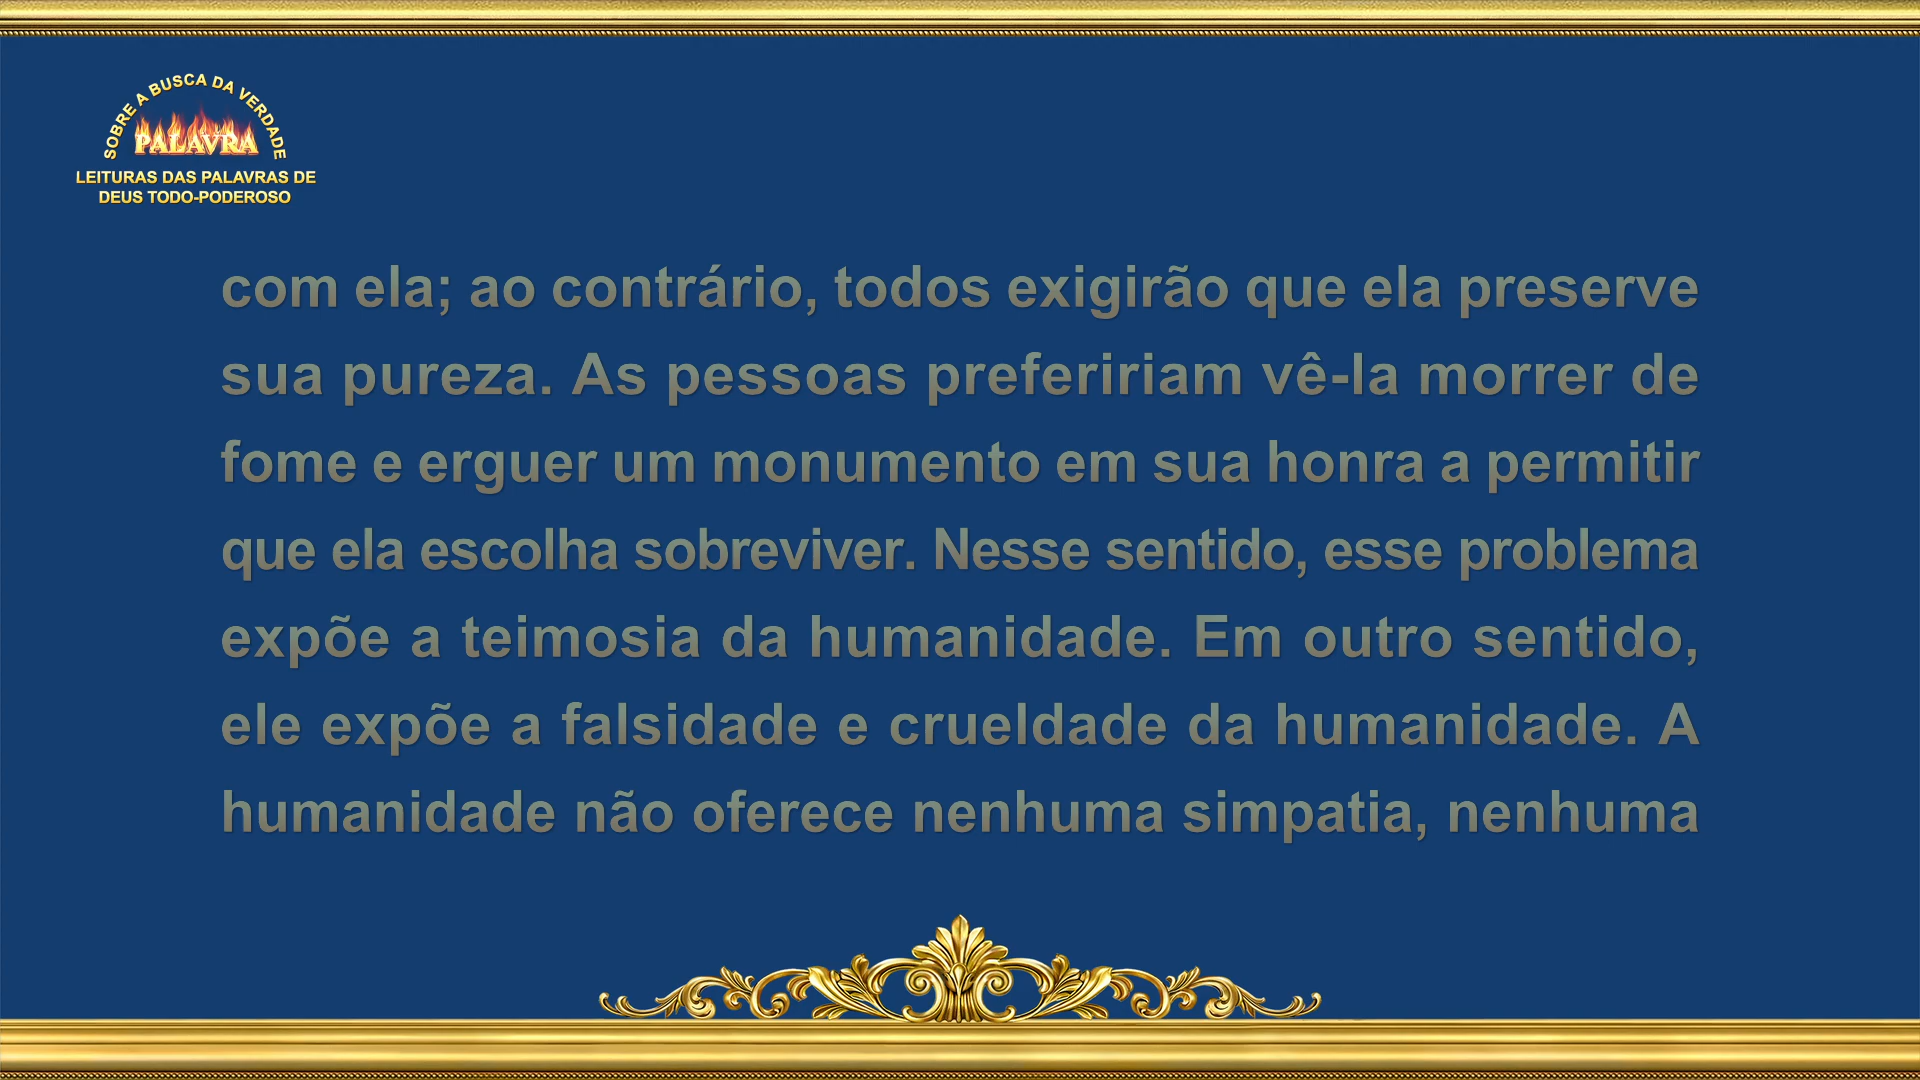 SOBRE A BUSCA DA VERDADE
PALAVRA
LEITURAS DAS PALAVRAS DE
DEUS TODO-PODEROSO
com ela; ao contrário, todos exigirão que ela preserve
sua pureza. As pessoas prefeririam vê-la morrer de
fome e erguer um monumento em sua honra a permitir
que ela escolha sobreviver. Nesse sentido, esse problema
expõe a teimosia da humanidade. Em outro sentido,
ele expõe a falsidade e crueldade da humanidade. A
humanidade não oferece nenhuma simpatia, nenhuma